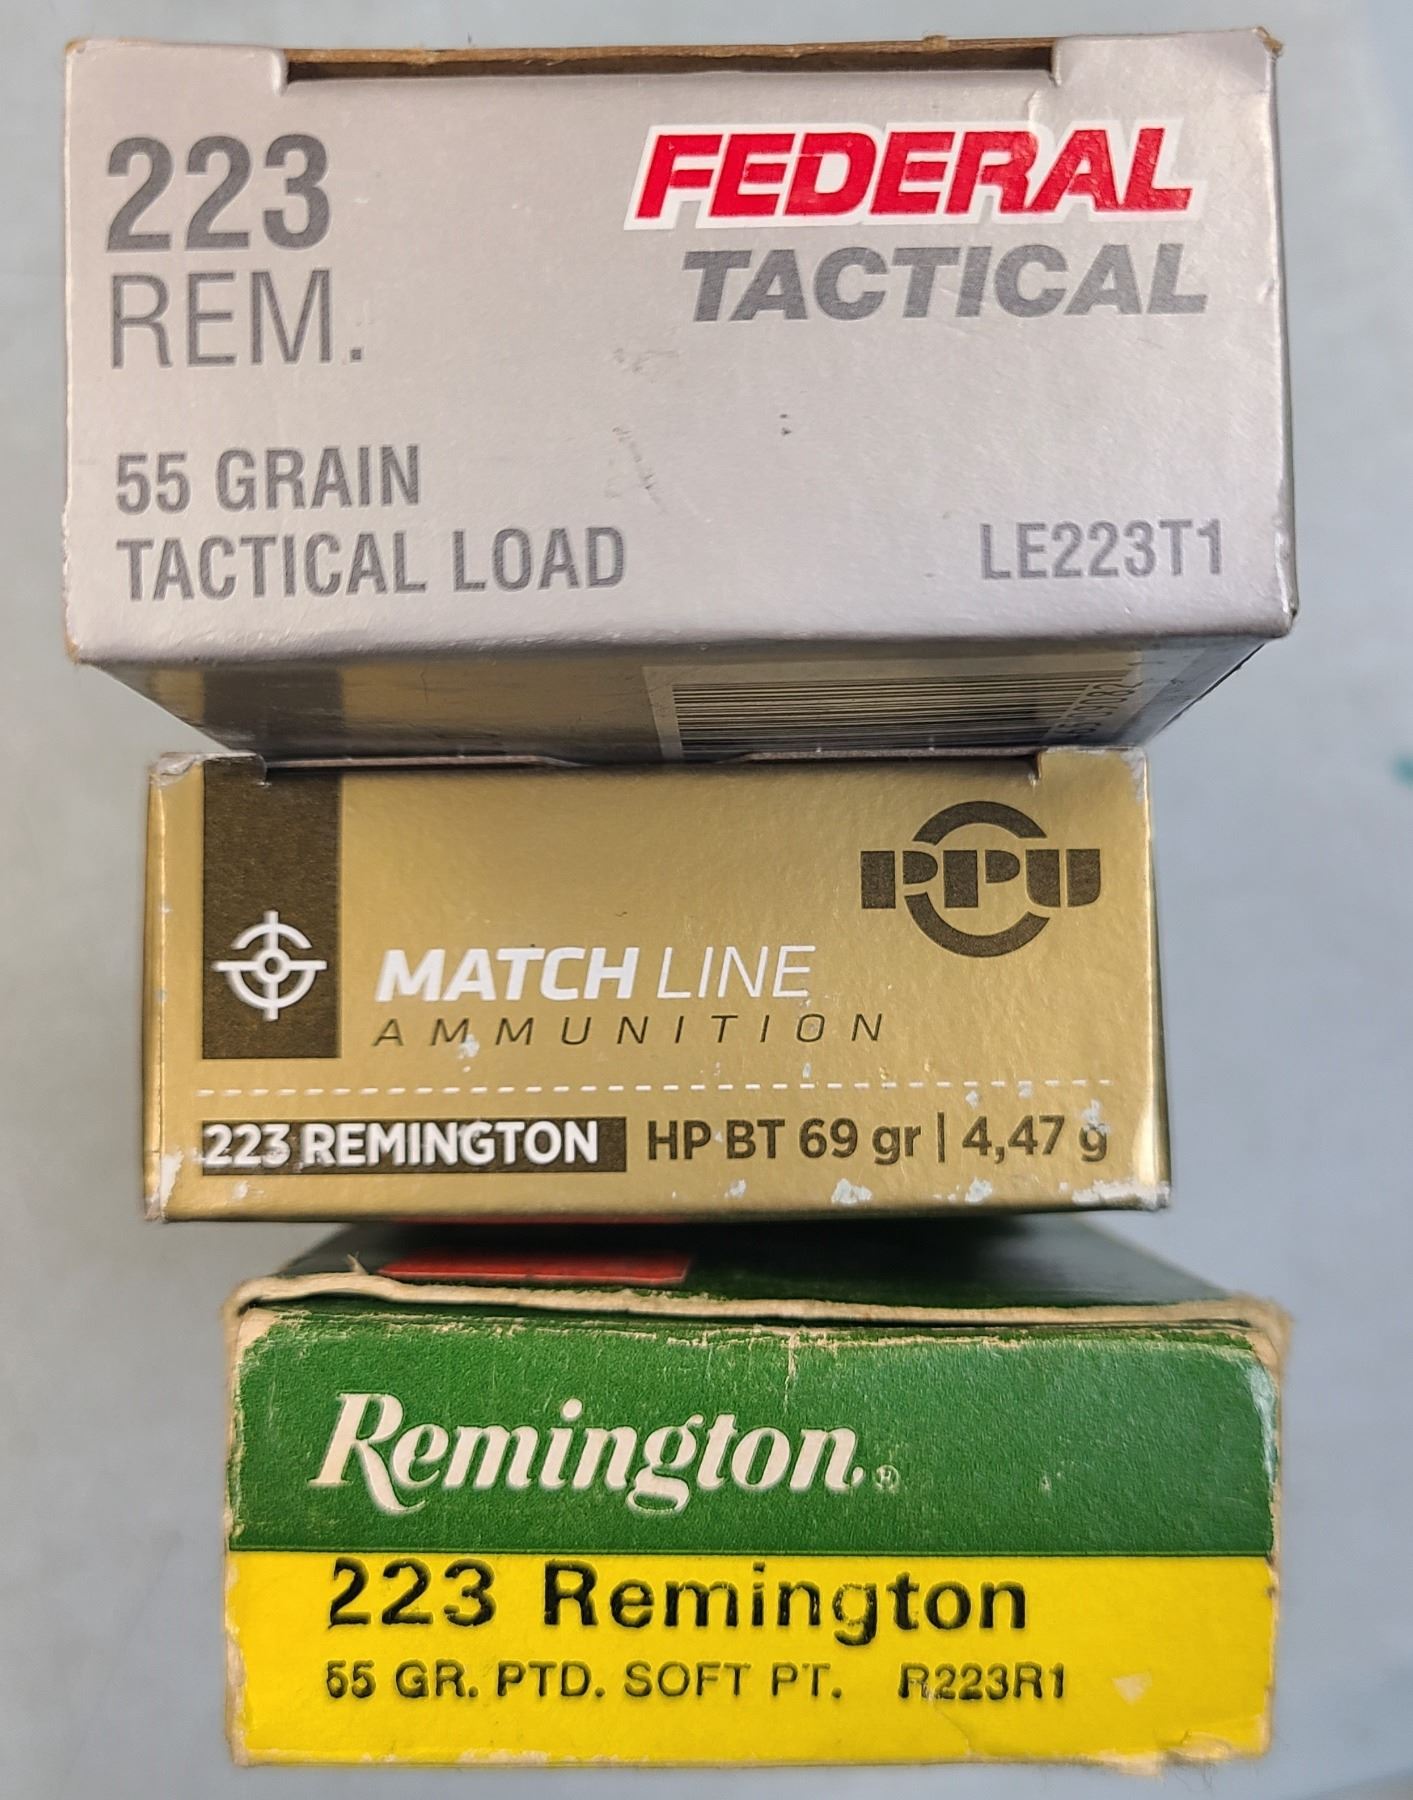 223
REM.
FEDERAL
TACTICAL
55 GRAIN
TACTICAL LOAD
LE223T1
PPU
MATCH LINE
AMMUNITION
223 REMINGTON HP BT 69 gr | 4,47 g
Remington®
223 Remington
55 GR. PTD. SOFT PT. R223R1